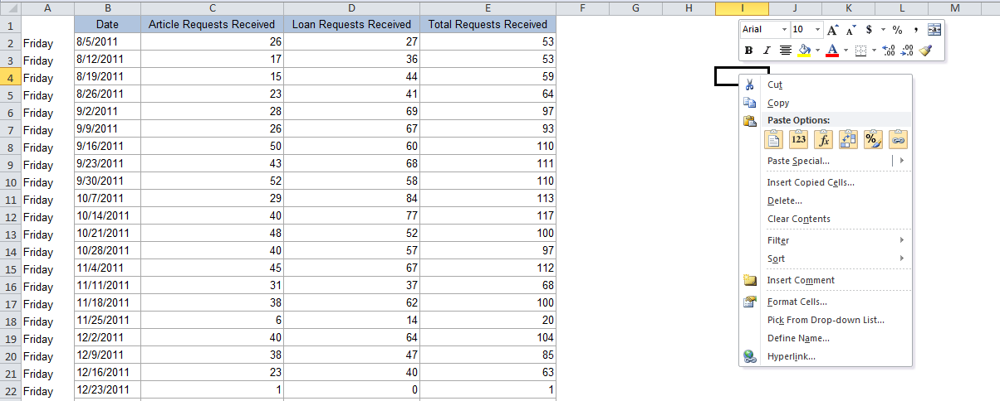 A B C D E F G H I J K L M
1 Date Article Requests Received Loan Requests Received Total Requests Received
2 Friday 8/5/2011 26 27 53
3 Friday 8/12/2011 17 36 53
4 Friday 8/19/2011 15 44 59
5 Friday 8/26/2011 23 41 64
6 Friday 9/2/2011 28 69 97
7 Friday 9/9/2011 26 67 93
8 Friday 9/16/2011 50 60 110
9 Friday 9/23/2011 43 68 111
10 Friday 9/30/2011 52 58 110
11 Friday 10/7/2011 29 84 113
12 Friday 10/14/2011 40 77 117
13 Friday 10/21/2011 48 52 100
14 Friday 10/28/2011 40 57 97
15 Friday 11/4/2011 45 67 112
16 Friday 11/11/2011 31 37 68
17 Friday 11/18/2011 38 62 100
18 Friday 11/25/2011 6 14 20
19 Friday 12/2/2011 40 64 104
20 Friday 12/9/2011 38 47 85
21 Friday 12/16/2011 23 40 63
22 Friday 12/23/2011 1 0 1
Arial 10 A A $ % , a
B I A .00 .00
Cut
Copy
Paste Options:
123 fx %
Paste Special...
Insert Copied Cells...
Delete...
Clear Contents
Filter
Sort
Insert Comment
Format Cells...
Pick From Drop-down List...
Define Name...
Hyperlink...